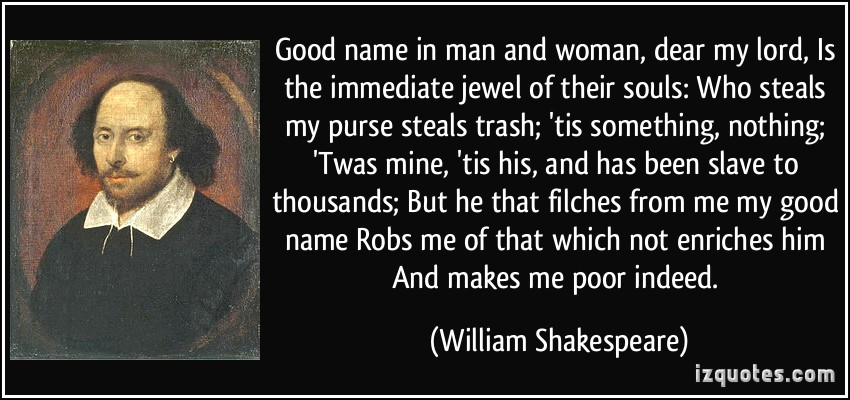 Good name in man and woman, dear my lord, Is
the immediate jewel of their souls: Who steals
my purse steals trash; 'tis something, nothing;
'Twas mine, 'tis his, and has been slave to
thousands; But he that filches from me my good
name Robs me of that which not enriches him
And makes me poor indeed.
(William Shakespeare)
izquotes.com